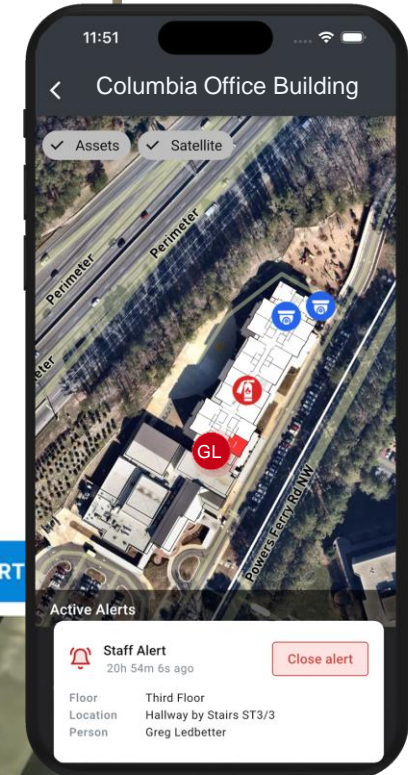 11:51
Columbia Office Building
Assets
Satellite
Perimeter
Perimeter
Perimeter
GL
Powers Ferry Rd NW
RT
Active Alerts
Staff Alert
20h 54m 6s ago
Close alert
Floor Third Floor
Location Hallway by Stairs ST3/3
Person Greg Ledbetter